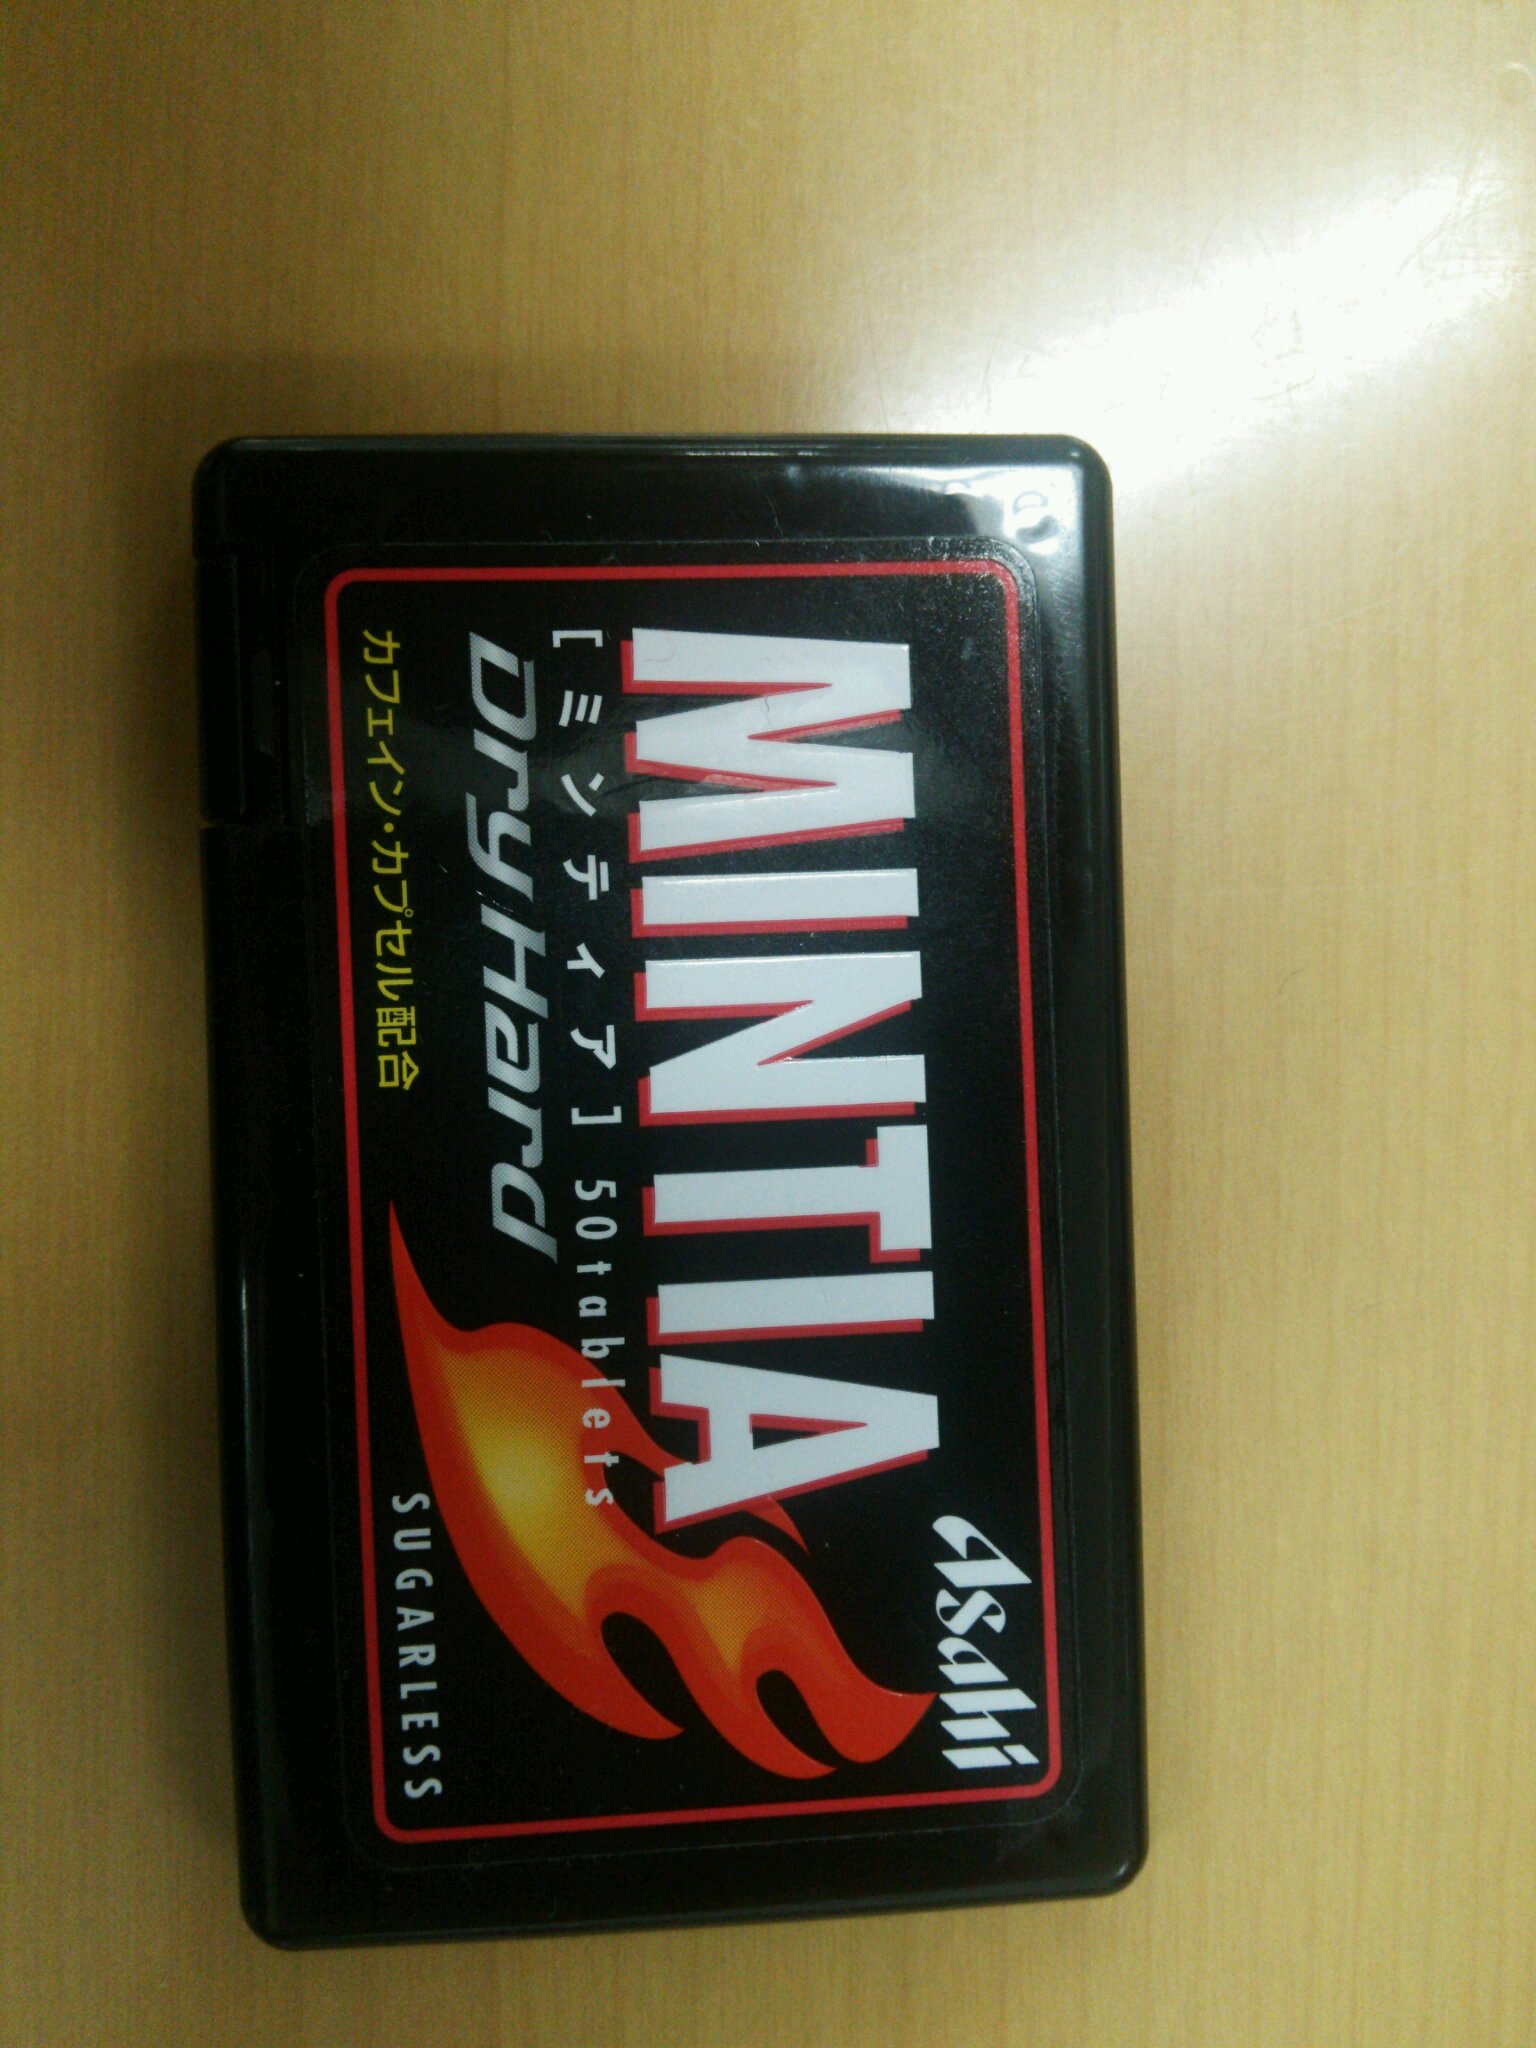 Asahi
MINTIA
[ミンティア] 50tablets
DryHard
カフェイン・カプセル配合
SUGARLESS